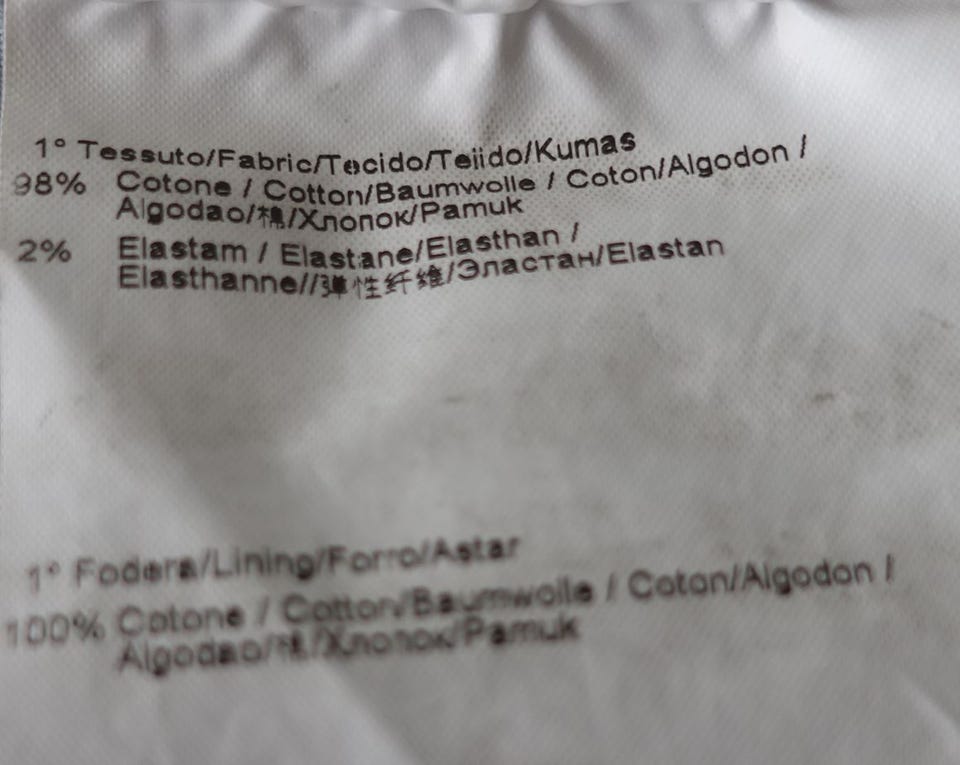 1° Tessuto/Fabric/Tecido/Teiido/Kumas
98% Cotone / Cotton/Baumwolle / Coton/Algodon /
Algodao/棉/Хлопок/Pamuk
2% Elastam / Elastane/Elasthan /
Elasthanne//弹性纤维/Эластан/Elastan
1° Fodera/Lining/Forro/Astar
100% Cotone / Cotton/Baumwolle / Coton/Algodon /
Algodao/棉/Хлопок/Pamuk